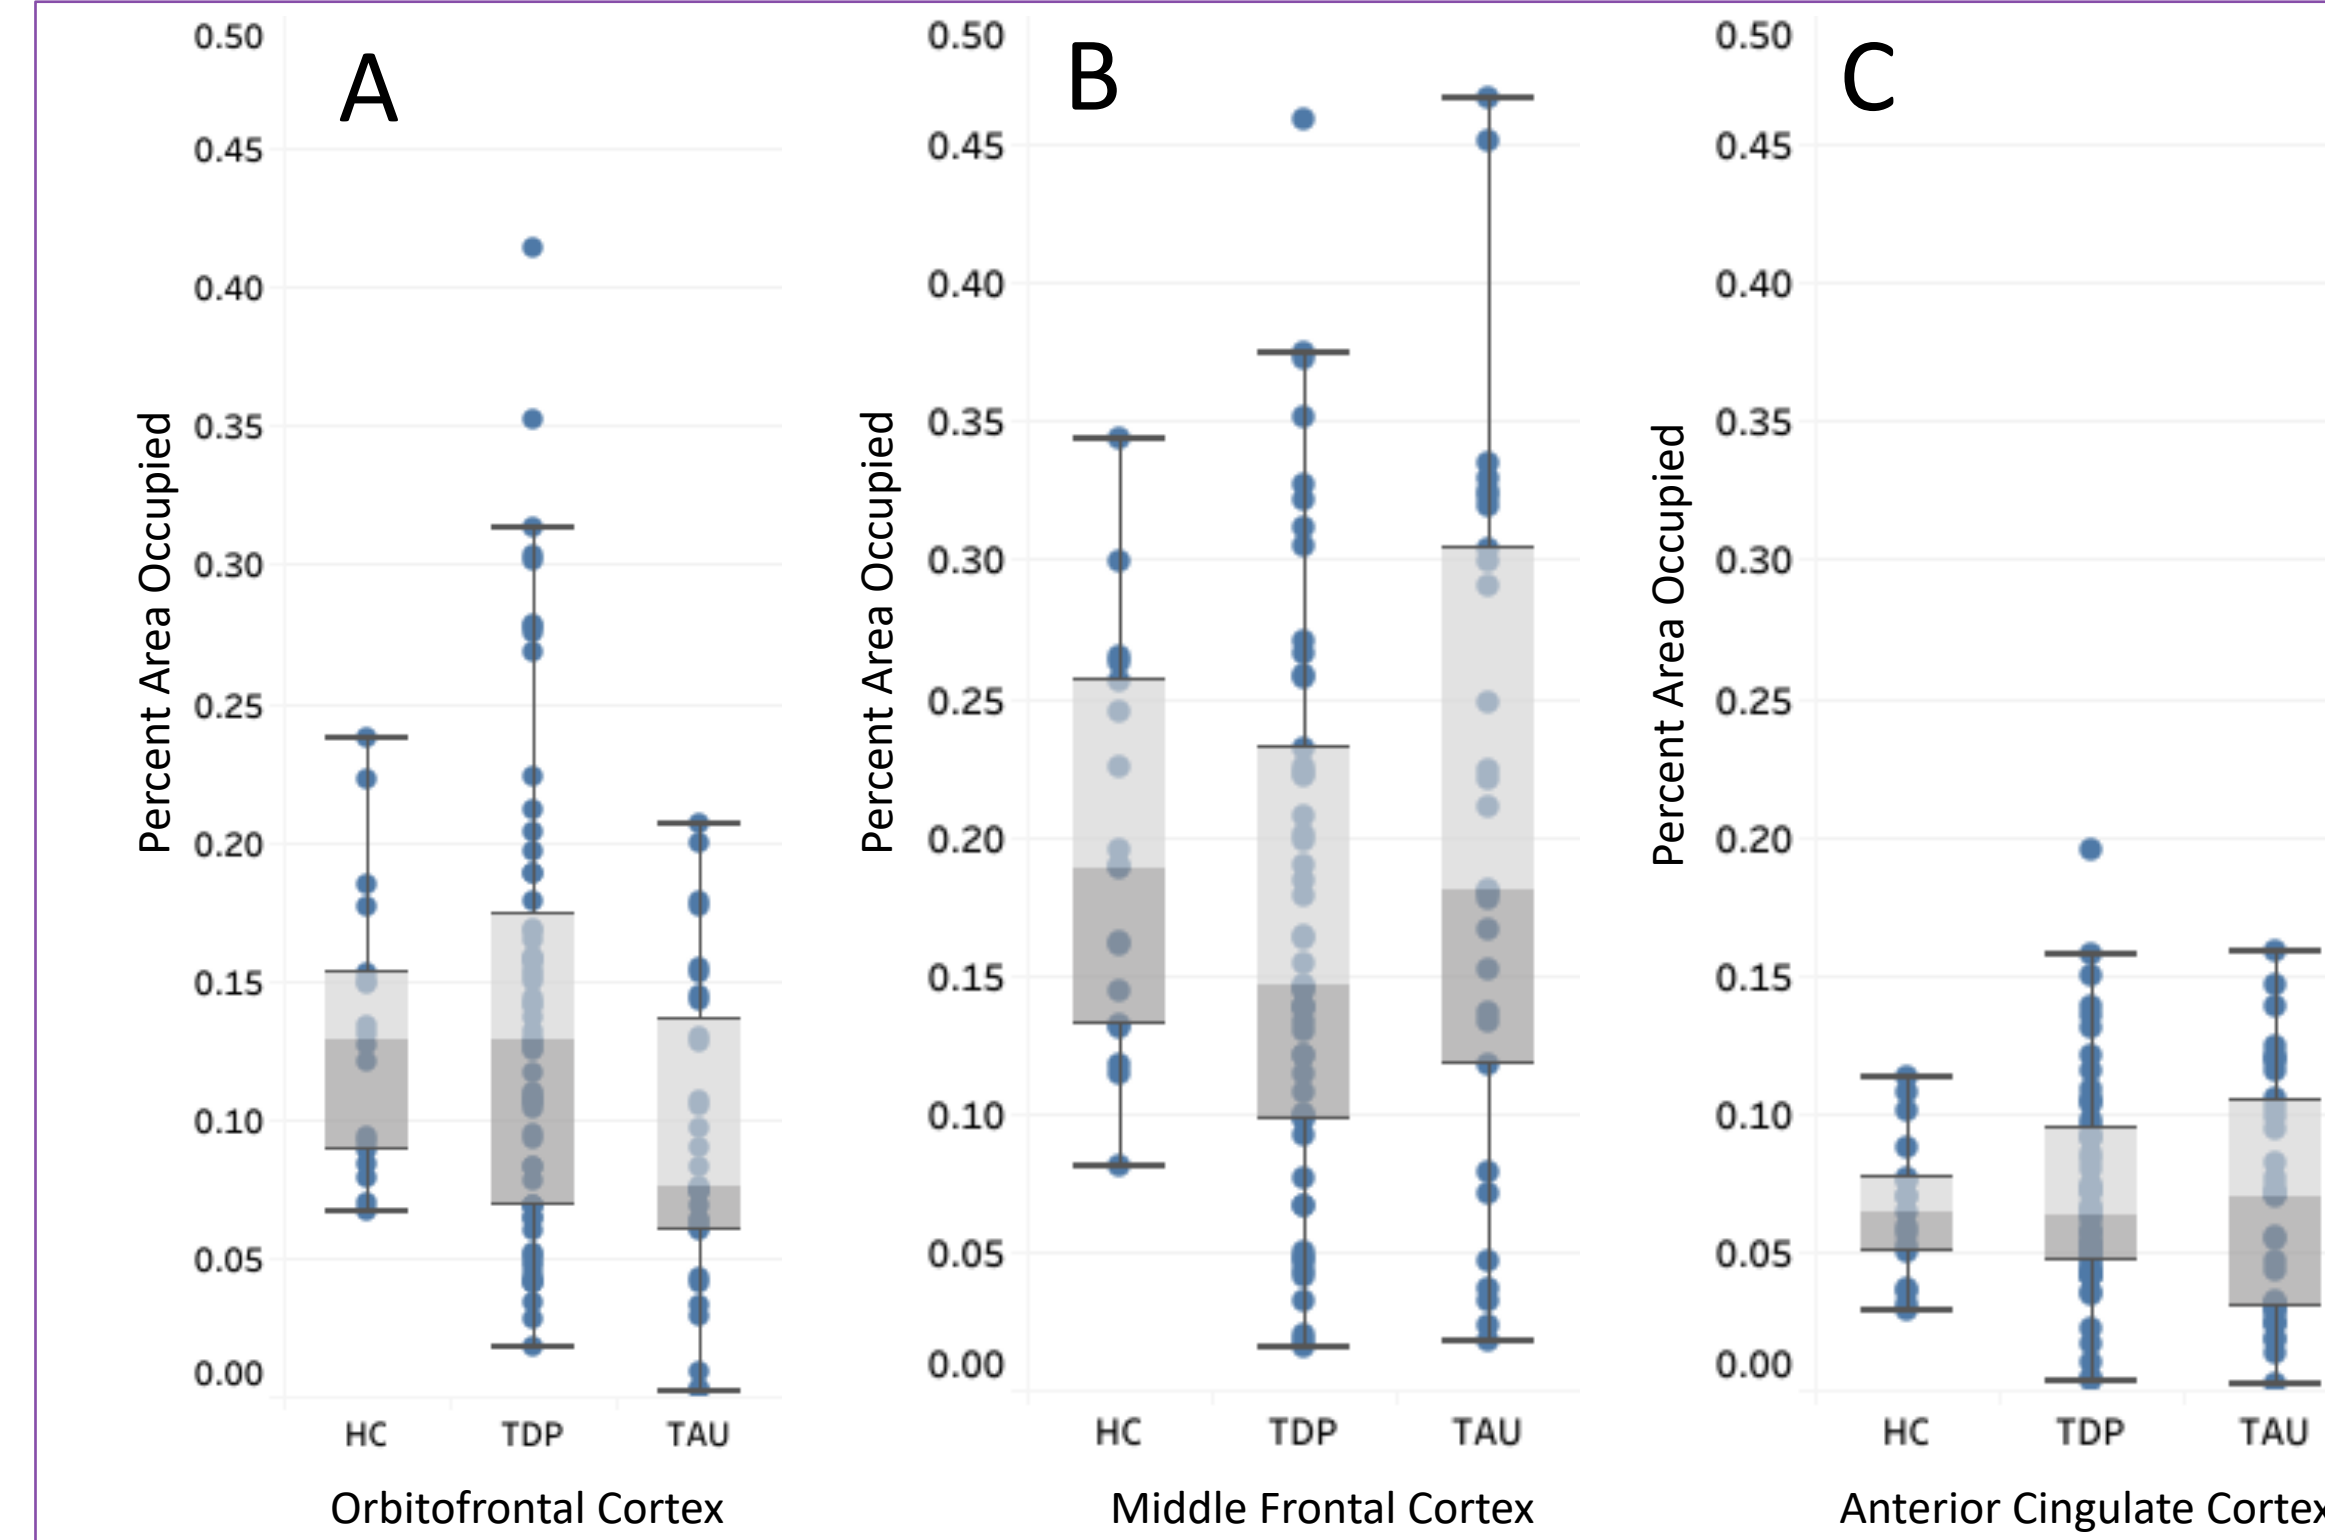 A
Percent Area Occupied
0.50
0.45
0.40
0.35
0.30
0.25
0.20
0.15
0.10
0.05
0.00
HC TDP TAU
Orbitofrontal Cortex
B
Percent Area Occupied
0.50
0.45
0.40
0.35
0.30
0.25
0.20
0.15
0.10
0.05
0.00
HC TDP TAU
Middle Frontal Cortex
C
Percent Area Occupied
0.50
0.45
0.40
0.35
0.30
0.25
0.20
0.15
0.10
0.05
0.00
HC TDP TAU
Anterior Cingulate Cortex